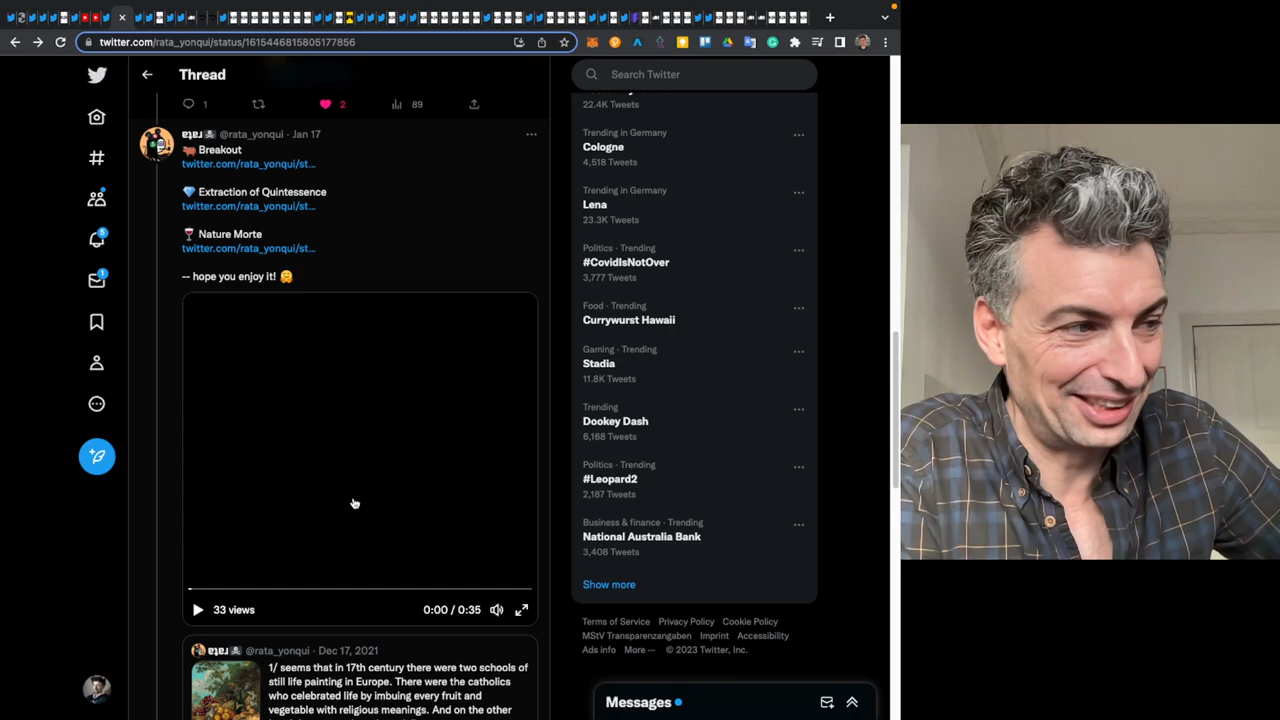 twitter.com/rata_yonqui/status/1615446815805177856
Thread
1
2
89
@rata_yonqui · Jan 17
🐂 Breakout
twitter.com/rata_yonqui/st...
💎 Extraction of Quintessence
twitter.com/rata_yonqui/st...
🍷 Nature Morte
twitter.com/rata_yonqui/st...
-- hope you enjoy it! 🤗
33 views
0:00 / 0:35
@rata_yonqui · Dec 17, 2021
1/ seems that in 17th century there were two schools of
still life painting in Europe. There were the catholics
who celebrated life by imbuing every fruit and
vegetable with religious meanings. And on the other
5
1
Search Twitter
22.4K Tweets
Trending in Germany
Cologne
4,518 Tweets
Trending in Germany
Lena
23.3K Tweets
Politics · Trending
#CovidIsNotOver
3,777 Tweets
Food · Trending
Currywurst Hawaii
Gaming · Trending
Stadia
11.8K Tweets
Trending
Dookey Dash
6,168 Tweets
Politics · Trending
#Leopard2
2,187 Tweets
Business & finance · Trending
National Australia Bank
3,408 Tweets
Show more
Terms of Service Privacy Policy Cookie Policy
MStV Transparenzangaben Imprint Accessibility
Ads info More ··· © 2023 Twitter, Inc.
Messages